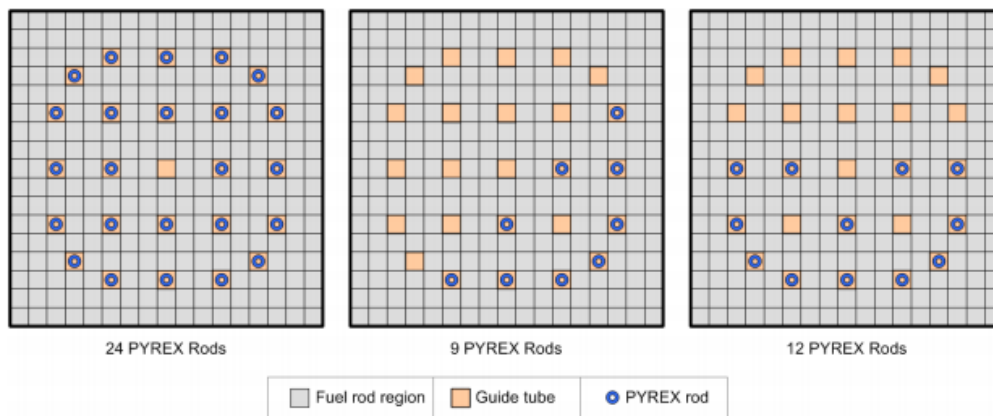 24 PYREX Rods
9 PYREX Rods
12 PYREX Rods
Fuel rod region
Guide tube
PYREX rod